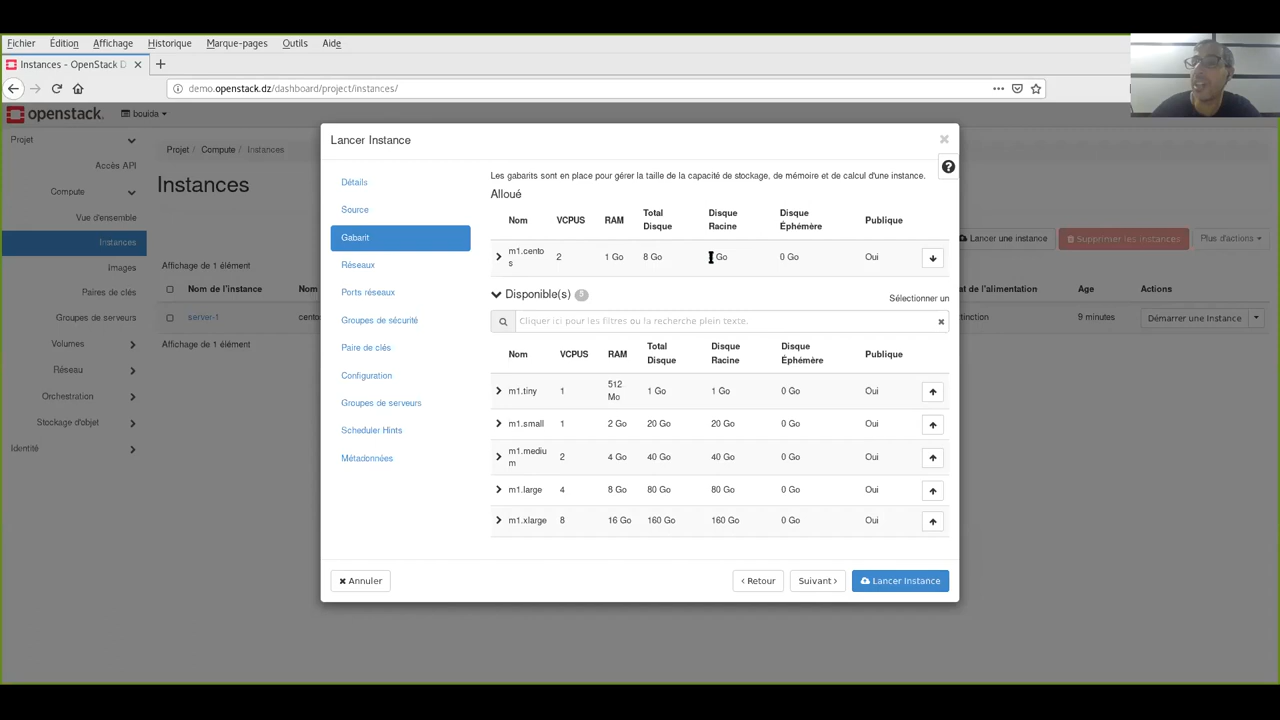 Fichier Édition Affichage Historique Marque-pages Outils Aide
Instances - OpenStack D
demo.openstack.dz/dashboard/project/instances/
openstack. bouida
Projet
Accès API
Compute
Vue d'ensemble
Instances
Images
Paires de clés
Groupes de serveurs
Volumes
Réseau
Orchestration
Stockage d'objet
Identité
Projet / Compute / Instances
Instances
Lancer une instance Supprimer les instances Plus d'actions
Affichage de 1 élément
Nom de l'instance Nom de l'alimentation Age Actions
server-1 9 minutes Démarrer une Instance
Affichage de 1 élément
Lancer Instance
Détails
Source
Gabarit
Réseaux
Ports réseaux
Groupes de sécurité
Paire de clés
Configuration
Groupes de serveurs
Scheduler Hints
Métadonnées
Les gabarits sont en place pour gérer la taille de la capacité de stockage, de mémoire et de calcul d'une instance.
Alloué
Nom VCPUS RAM Total Disque Disque Racine Disque Éphémère Publique
m1.centos 2 1 Go 8 Go Go 0 Go Oui
Disponible(s) 5
Sélectionner un
Cliquer ici pour les filtres ou la recherche plein texte.
Nom VCPUS RAM Total Disque Disque Racine Disque Éphémère Publique
m1.tiny 1 512 Mo 1 Go 1 Go 0 Go Oui
m1.small 1 2 Go 20 Go 20 Go 0 Go Oui
m1.medium 2 4 Go 40 Go 40 Go 0 Go Oui
m1.large 4 8 Go 80 Go 80 Go 0 Go Oui
m1.xlarge 8 16 Go 160 Go 160 Go 0 Go Oui
Annuler
Retour Suivant Lancer Instance